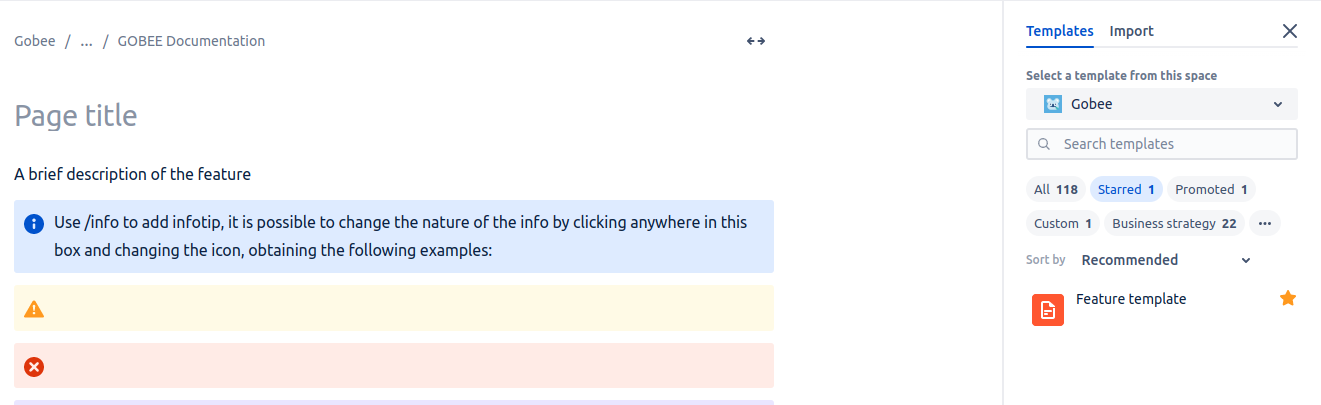 Gobee / ... / GOBEE Documentation
Page title
A brief description of the feature
Use /info to add infotip, it is possible to change the nature of the info by clicking anywhere in this
box and changing the icon, obtaining the following examples:
Templates Import
Select a template from this space
Gobee
Search templates
All 118 Starred 1 Promoted 1
Custom 1 Business strategy 22 •••
Sort by Recommended
Feature template